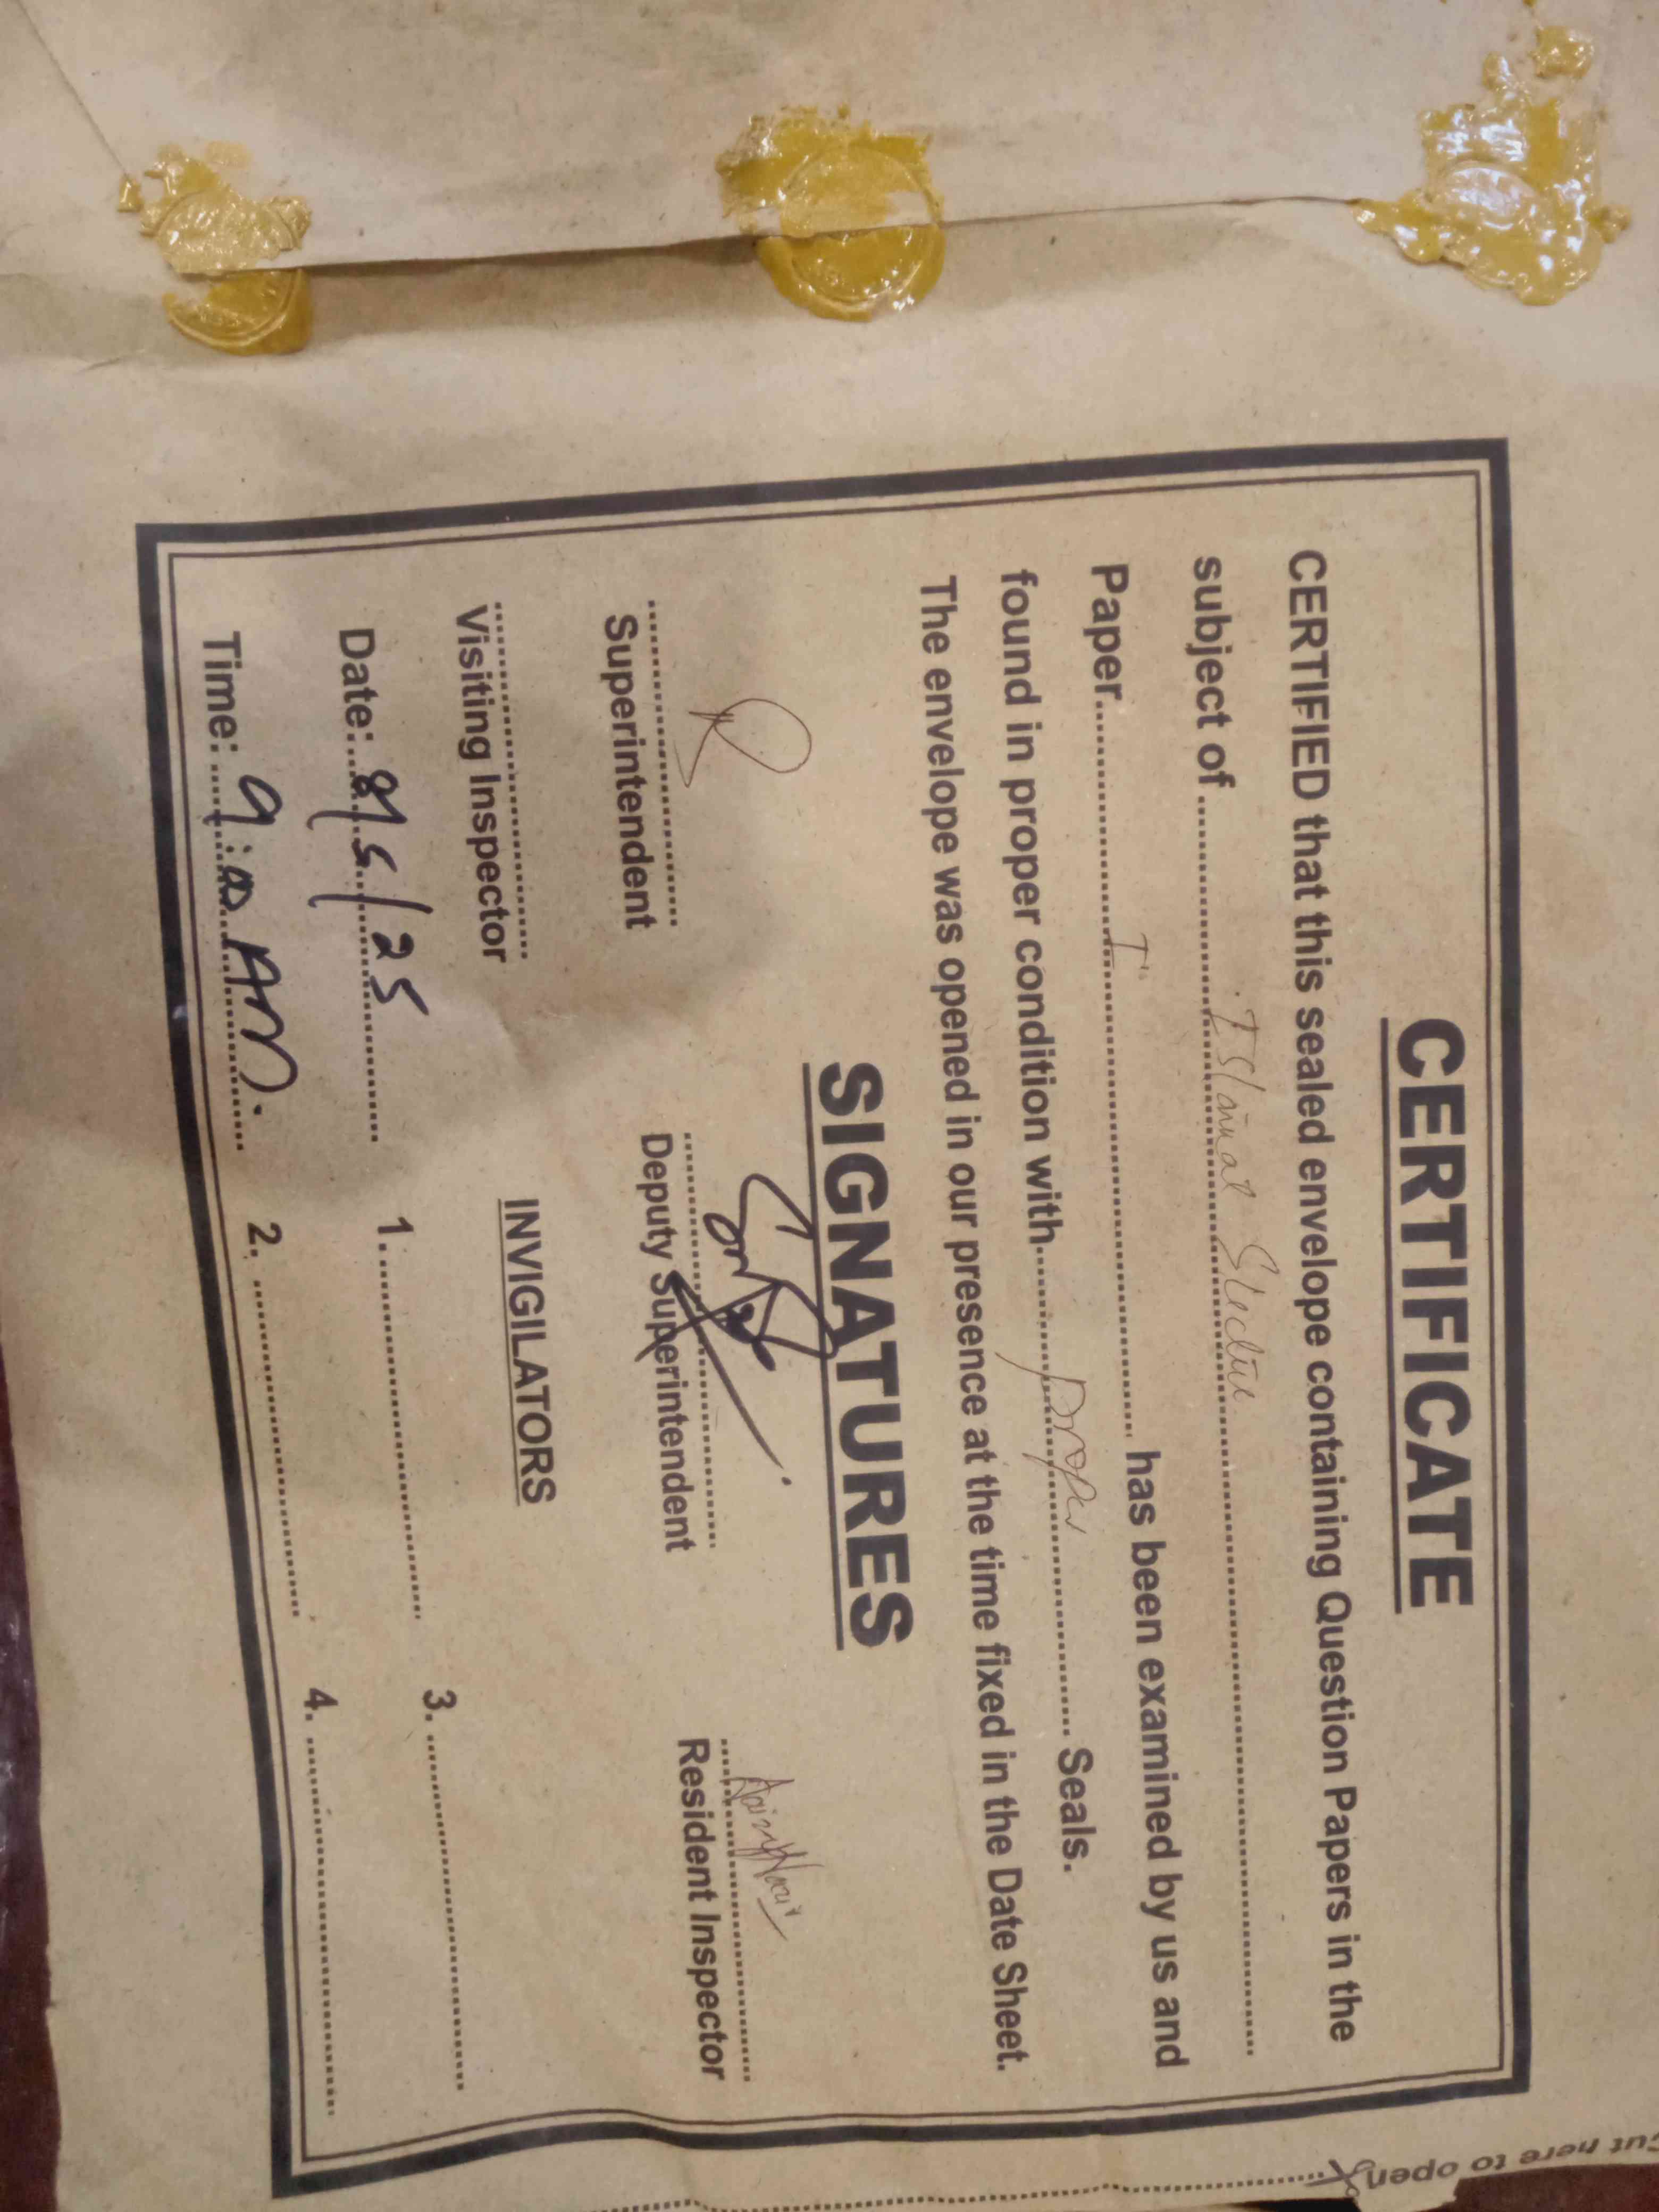 CERTIFICATE
CERTIFIED that this sealed envelope containing Question Papers in the
subject of.......... Islamiat Elective ..........
Paper.......... I .......... has been examined by us and
found in proper condition with.......... proper .......... Seals.
The envelope was opened in our presence at the time fixed in the Date Sheet.
SIGNATURES
Superintendent
Deputy Superintendent
Resident Inspector
Visiting Inspector
INVIGILATORS
Date: 8/5/25
1. ..........
3. ..........
Time: 9:00 AM.
2. ..........
4. ..........
Cut here to open